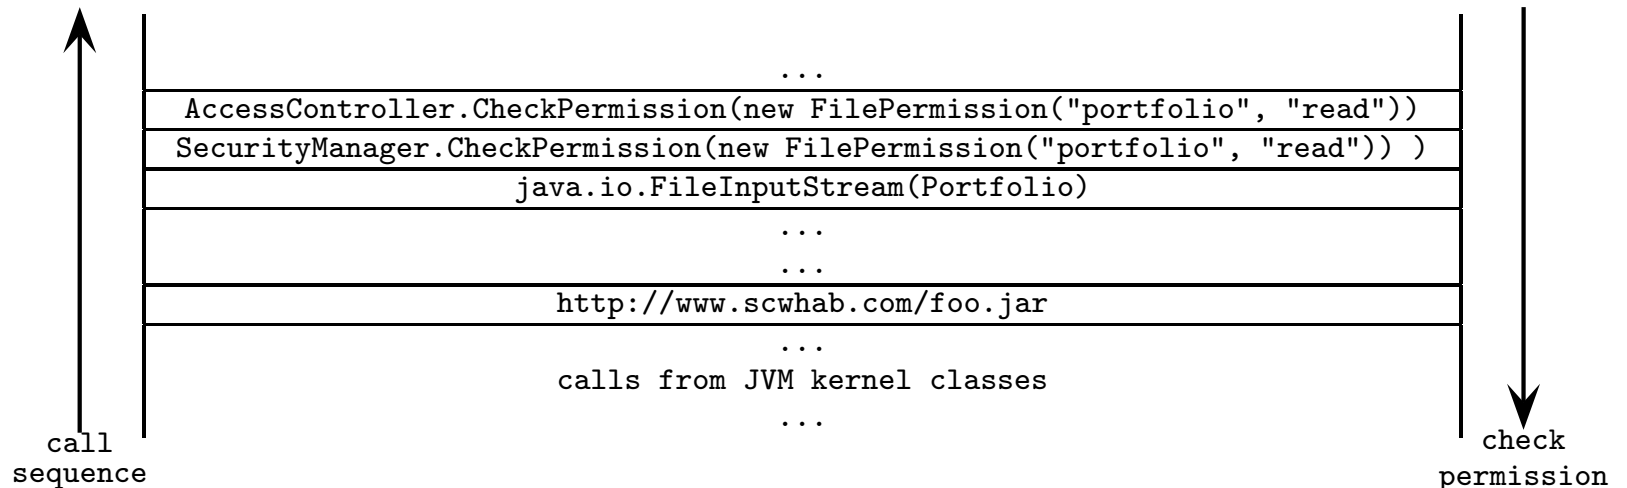 ...
AccessController.CheckPermission(new FilePermission("portfolio", "read"))
SecurityManager.CheckPermission(new FilePermission("portfolio", "read")) )
java.io.FileInputStream(Portfolio)
...
...
http://www.scwhab.com/foo.jar
...
calls from JVM kernel classes
...
call
sequence
check
permission